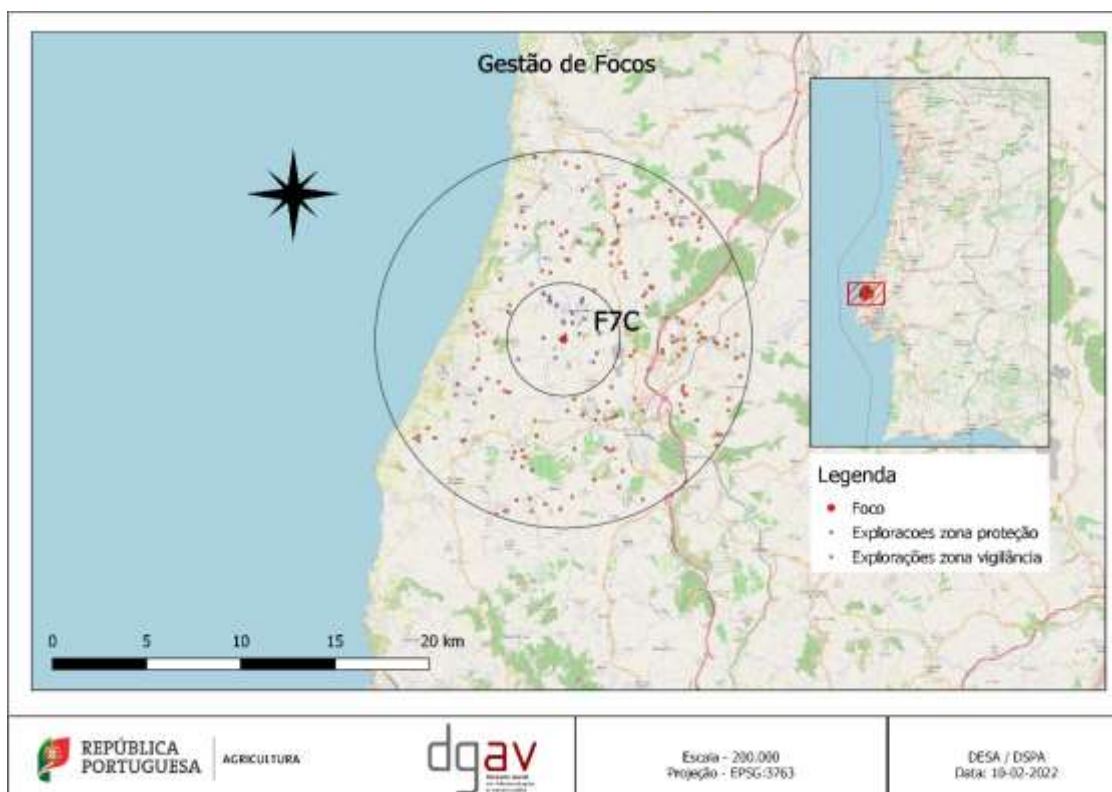 Gestão de Focos
F7C
Legenda
Foco
Exploracoes zona proteção
Explorações zona vigilância
0 5 10 15 20 km
REPÚBLICA
PORTUGUESA
AGRICULTURA
dgav
Escala - 200.000
Projeção - EPSG:3763
DESA / DSPA
Data: 18-02-2022